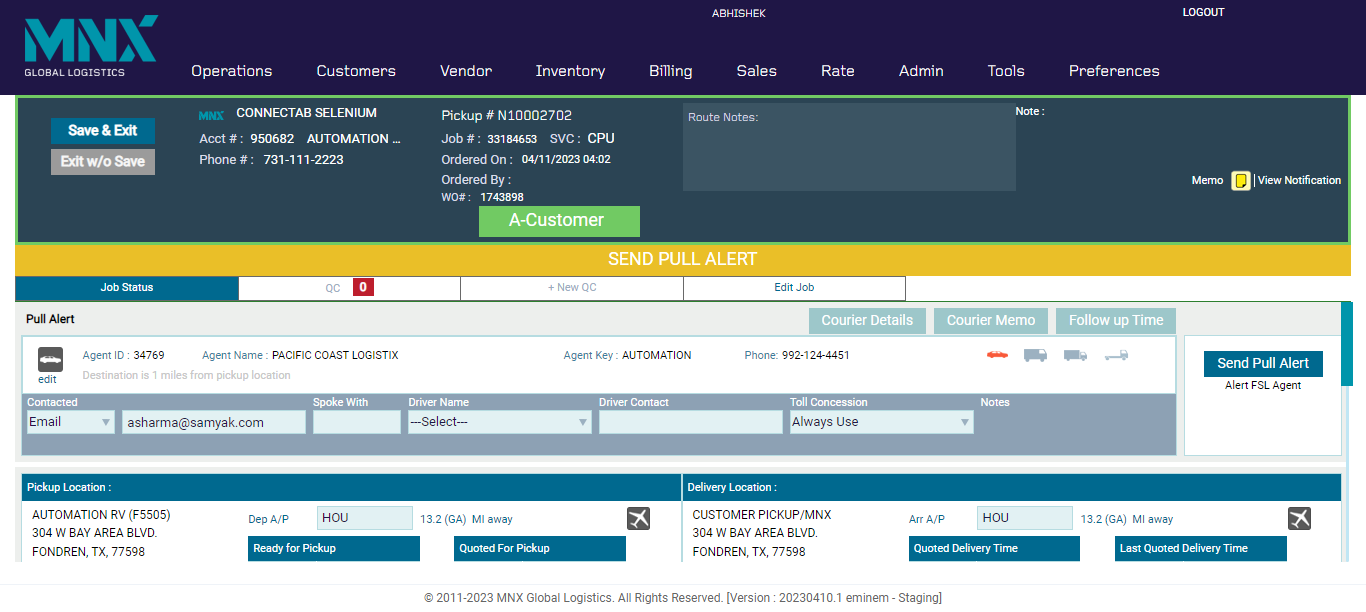 ABHISHEK
LOGOUT
MNX
GLOBAL LOGISTICS
Operations Customers Vendor Inventory Billing Sales Rate Admin Tools Preferences
Save & Exit
Exit w/o Save
MNX CONNECTAB SELENIUM
Acct # : 950682 AUTOMATION ...
Phone # : 731-111-2223
Pickup # N10002702
Job # : 33184653 SVC : CPU
Ordered On : 04/11/2023 04:02
Ordered By :
WO# : 1743898
A-Customer
Route Notes:
Note :
Memo | View Notification
SEND PULL ALERT
Job Status QC 0 + New QC Edit Job
Pull Alert
Courier Details Courier Memo Follow up Time
edit
Agent ID : 34769 Agent Name : PACIFIC COAST LOGISTIX Agent Key : AUTOMATION Phone: 992-124-4451
Destination is 1 miles from pickup location
Send Pull Alert
Alert FSL Agent
Contacted Spoke With Driver Name Driver Contact Toll Concession Notes
Email asharma@samyak.com ---Select--- Always Use
Pickup Location :
AUTOMATION RV (F5505)
304 W BAY AREA BLVD.
FONDREN, TX, 77598
Dep A/P HOU 13.2 (GA) MI away
Ready for Pickup Quoted For Pickup
Delivery Location :
CUSTOMER PICKUP/MNX
304 W BAY AREA BLVD.
FONDREN, TX, 77598
Arr A/P HOU 13.2 (GA) MI away
Quoted Delivery Time Last Quoted Delivery Time
© 2011-2023 MNX Global Logistics. All Rights Reserved. [Version : 20230410.1 eminem - Staging]